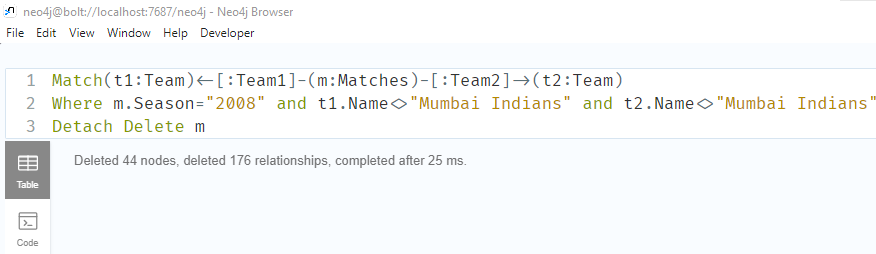 neo4j@bolt://localhost:7687/neo4j - Neo4j Browser
File Edit View Window Help Developer
1 Match(t1:Team)<-[:Team1]-(m:Matches)-[:Team2]->(t2:Team)
2 Where m.Season="2008" and t1.Name<>"Mumbai Indians" and t2.Name<>"Mumbai Indians"
3 Detach Delete m
Deleted 44 nodes, deleted 176 relationships, completed after 25 ms.
Table
Code